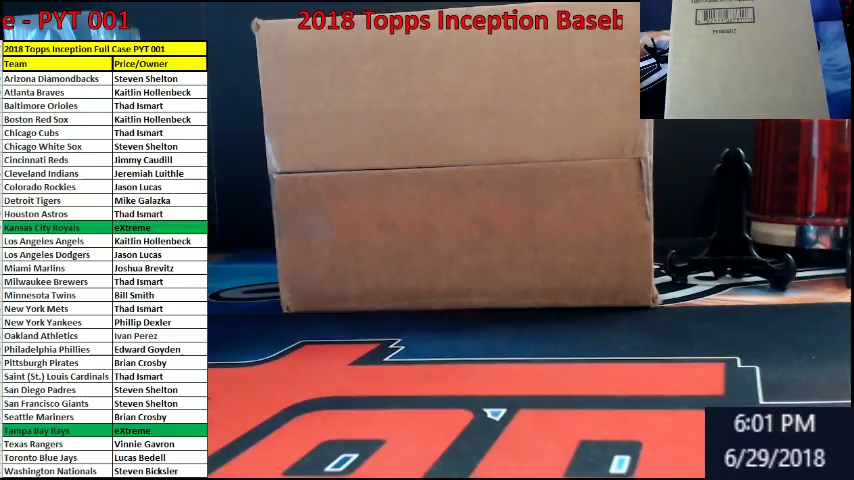 e - PYT 001
2018 Topps Inception Baseb
2018 Topps Inception Full Case PYT 001
Team Price/Owner
Arizona Diamondbacks Steven Shelton
Atlanta Braves Kaitlin Hollenbeck
Baltimore Orioles Thad Ismart
Boston Red Sox Kaitlin Hollenbeck
Chicago Cubs Thad Ismart
Chicago White Sox Steven Shelton
Cincinnati Reds Jimmy Caudill
Cleveland Indians Jeremiah Luithle
Colorado Rockies Jason Lucas
Detroit Tigers Mike Galazka
Houston Astros Thad Ismart
Kansas City Royals eXtreme
Los Angeles Angels Kaitlin Hollenbeck
Los Angeles Dodgers Jason Lucas
Miami Marlins Joshua Brevitz
Milwaukee Brewers Thad Ismart
Minnesota Twins Bill Smith
New York Mets Thad Ismart
New York Yankees Phillip Dexler
Oakland Athletics Ivan Perez
Philadelphia Phillies Edward Goyden
Pittsburgh Pirates Brian Crosby
Saint (St.) Louis Cardinals Thad Ismart
San Diego Padres Steven Shelton
San Francisco Giants Steven Shelton
Seattle Mariners Brian Crosby
Tampa Bay Rays eXtreme
Texas Rangers Vinnie Gavron
Toronto Blue Jays Lucas Bedell
Washington Nationals Steven Bicksler
6:01 PM
6/29/2018